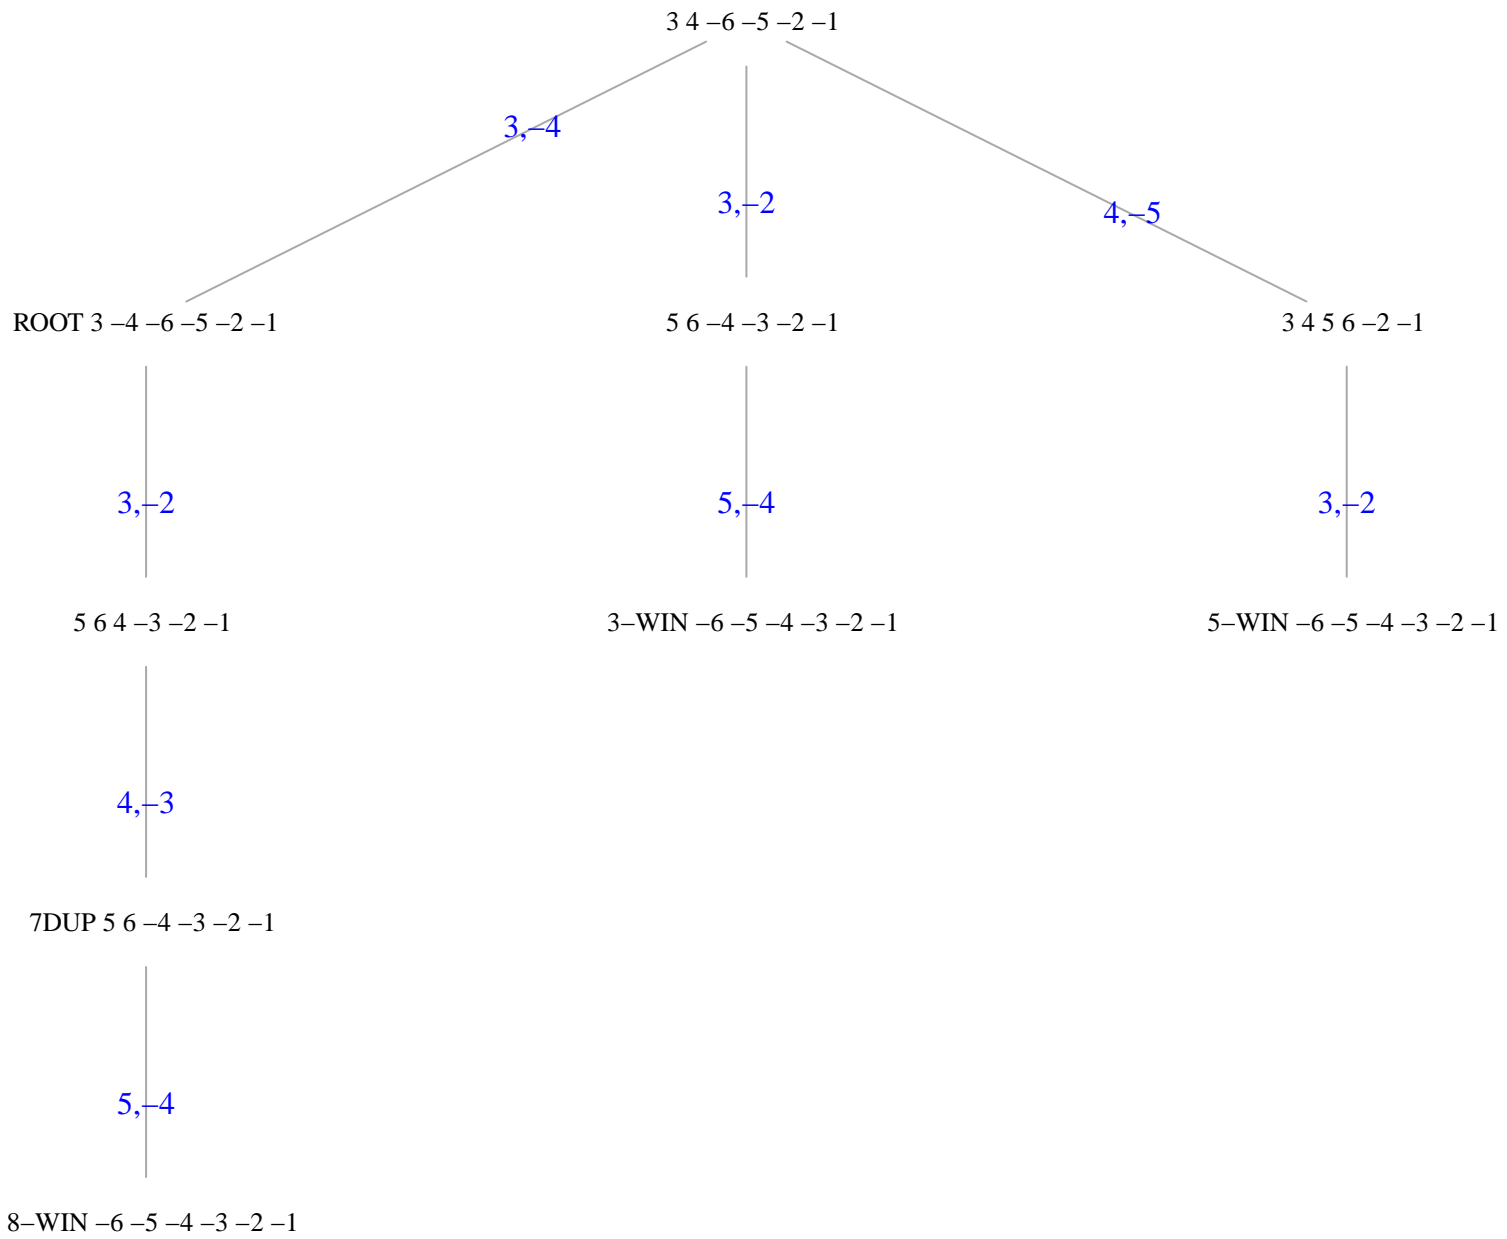 3 4 –6 –5 –2 –1
3,–4
3,–2
4,–5
ROOT 3 –4 –6 –5 –2 –1
5 6 –4 –3 –2 –1
3 4 5 6 –2 –1
3,–2
5,–4
3,–2
5 6 4 –3 –2 –1
3–WIN –6 –5 –4 –3 –2 –1
5–WIN –6 –5 –4 –3 –2 –1
4,–3
7DUP 5 6 –4 –3 –2 –1
5,–4
8–WIN –6 –5 –4 –3 –2 –1